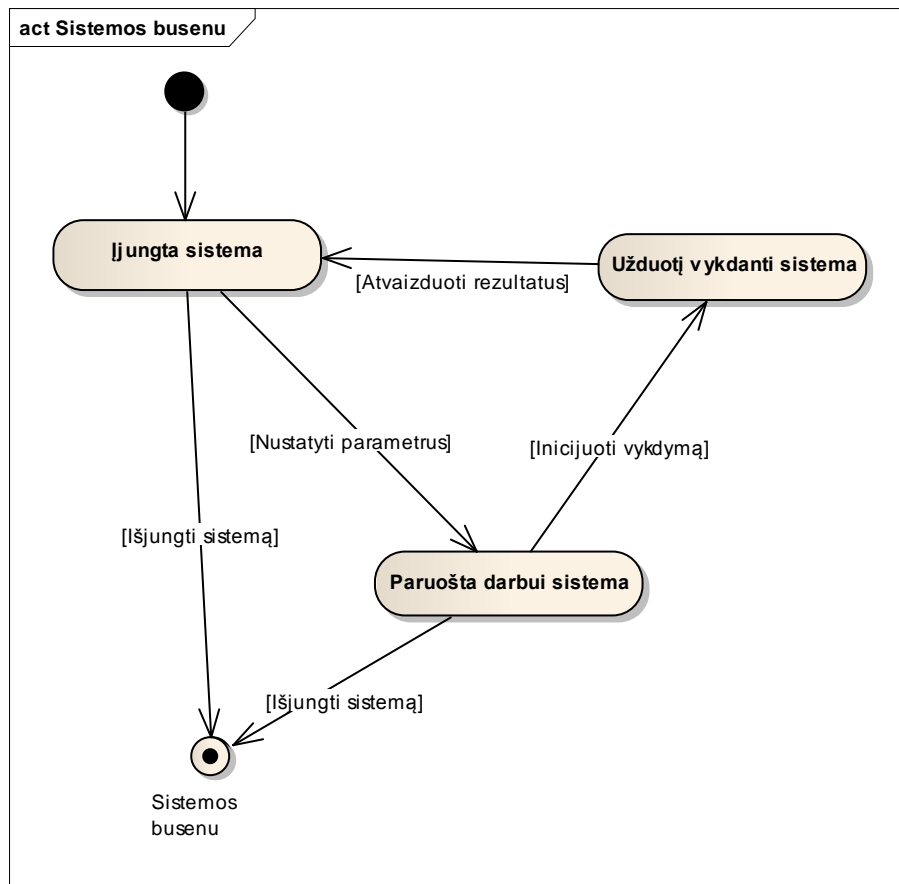 act Sistemos busenu
Įjungta sistema
Užduotį vykdanti sistema
[Atvaizduoti rezultatus]
[Nustatyti parametrus]
[Inicijuoti vykdymą]
[Išjungti sistemą]
Paruošta darbui sistema
[Išjungti sistemą]
Sistemos
busenu